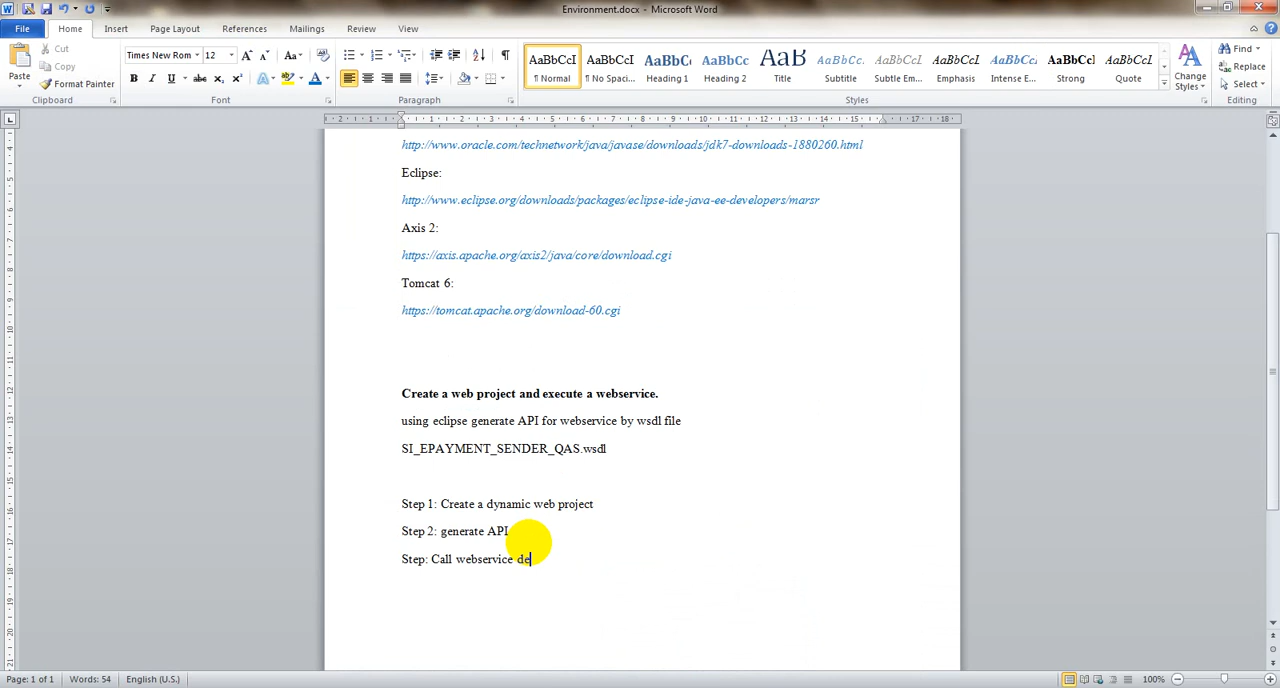 Environment.docx - Microsoft Word
File Home Insert Page Layout References Mailings Review View
Cut
Copy
Format Painter
Paste
Clipboard
Times New Rom 12
Font
Paragraph
AaBbCcI AaBbCcI AaBbC AaBbCc AaB AaBbCc. AaBbCcL AaBbCcL AaBbCcL AaBbCcL AaBbCcL
¶ Normal ¶ No Spaci... Heading 1 Heading 2 Title Subtitle Subtle Em... Emphasis Intense E... Strong Quote
Styles
Change
Styles
Find
Replace
Select
Editing
http://www.oracle.com/technetwork/java/javase/downloads/jdk7-downloads-1880260.html
Eclipse:
http://www.eclipse.org/downloads/packages/eclipse-ide-java-ee-developers/marsr
Axis 2:
https://axis.apache.org/axis2/java/core/download.cgi
Tomcat 6:
https://tomcat.apache.org/download-60.cgi
Create a web project and execute a webservice.
using eclipse generate API for webservice by wsdl file
SI_EPAYMENT_SENDER_QAS.wsdl
Step 1: Create a dynamic web project
Step 2: generate API
Step: Call webservice de
Page: 1 of 1 Words: 54 English (U.S.) 100%